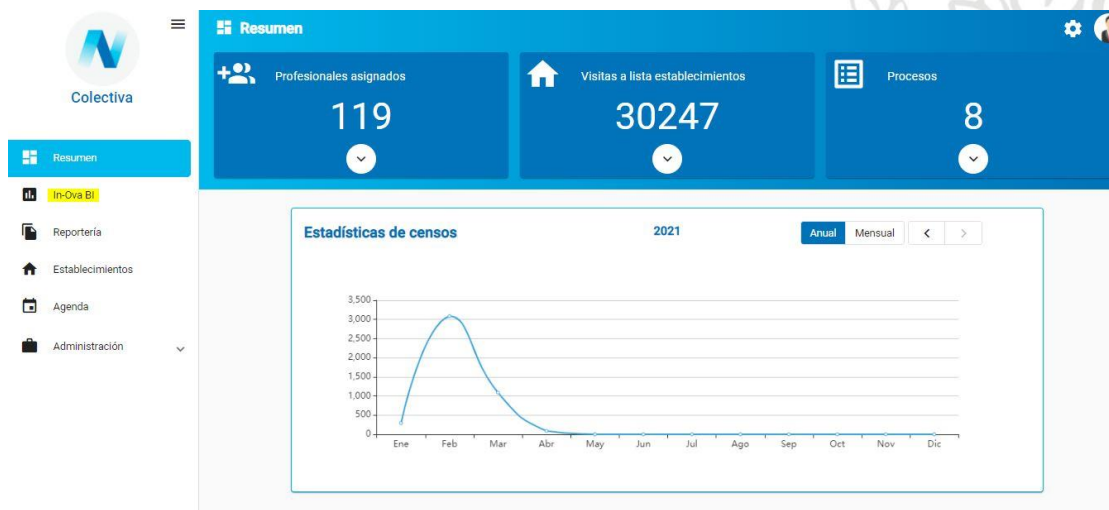 Colectiva
Resumen
In-Ova BI
Reportería
Establecimientos
Agenda
Administración
Resumen
Profesionales asignados
119
Visitas a lista establecimientos
30247
Procesos
8
Estadísticas de censos
2021
Anual Mensual
3,500
3,000
2,500
2,000
1,500
1,000
500
0
Ene Feb Mar Abr May Jun Jul Ago Sep Oct Nov Dic